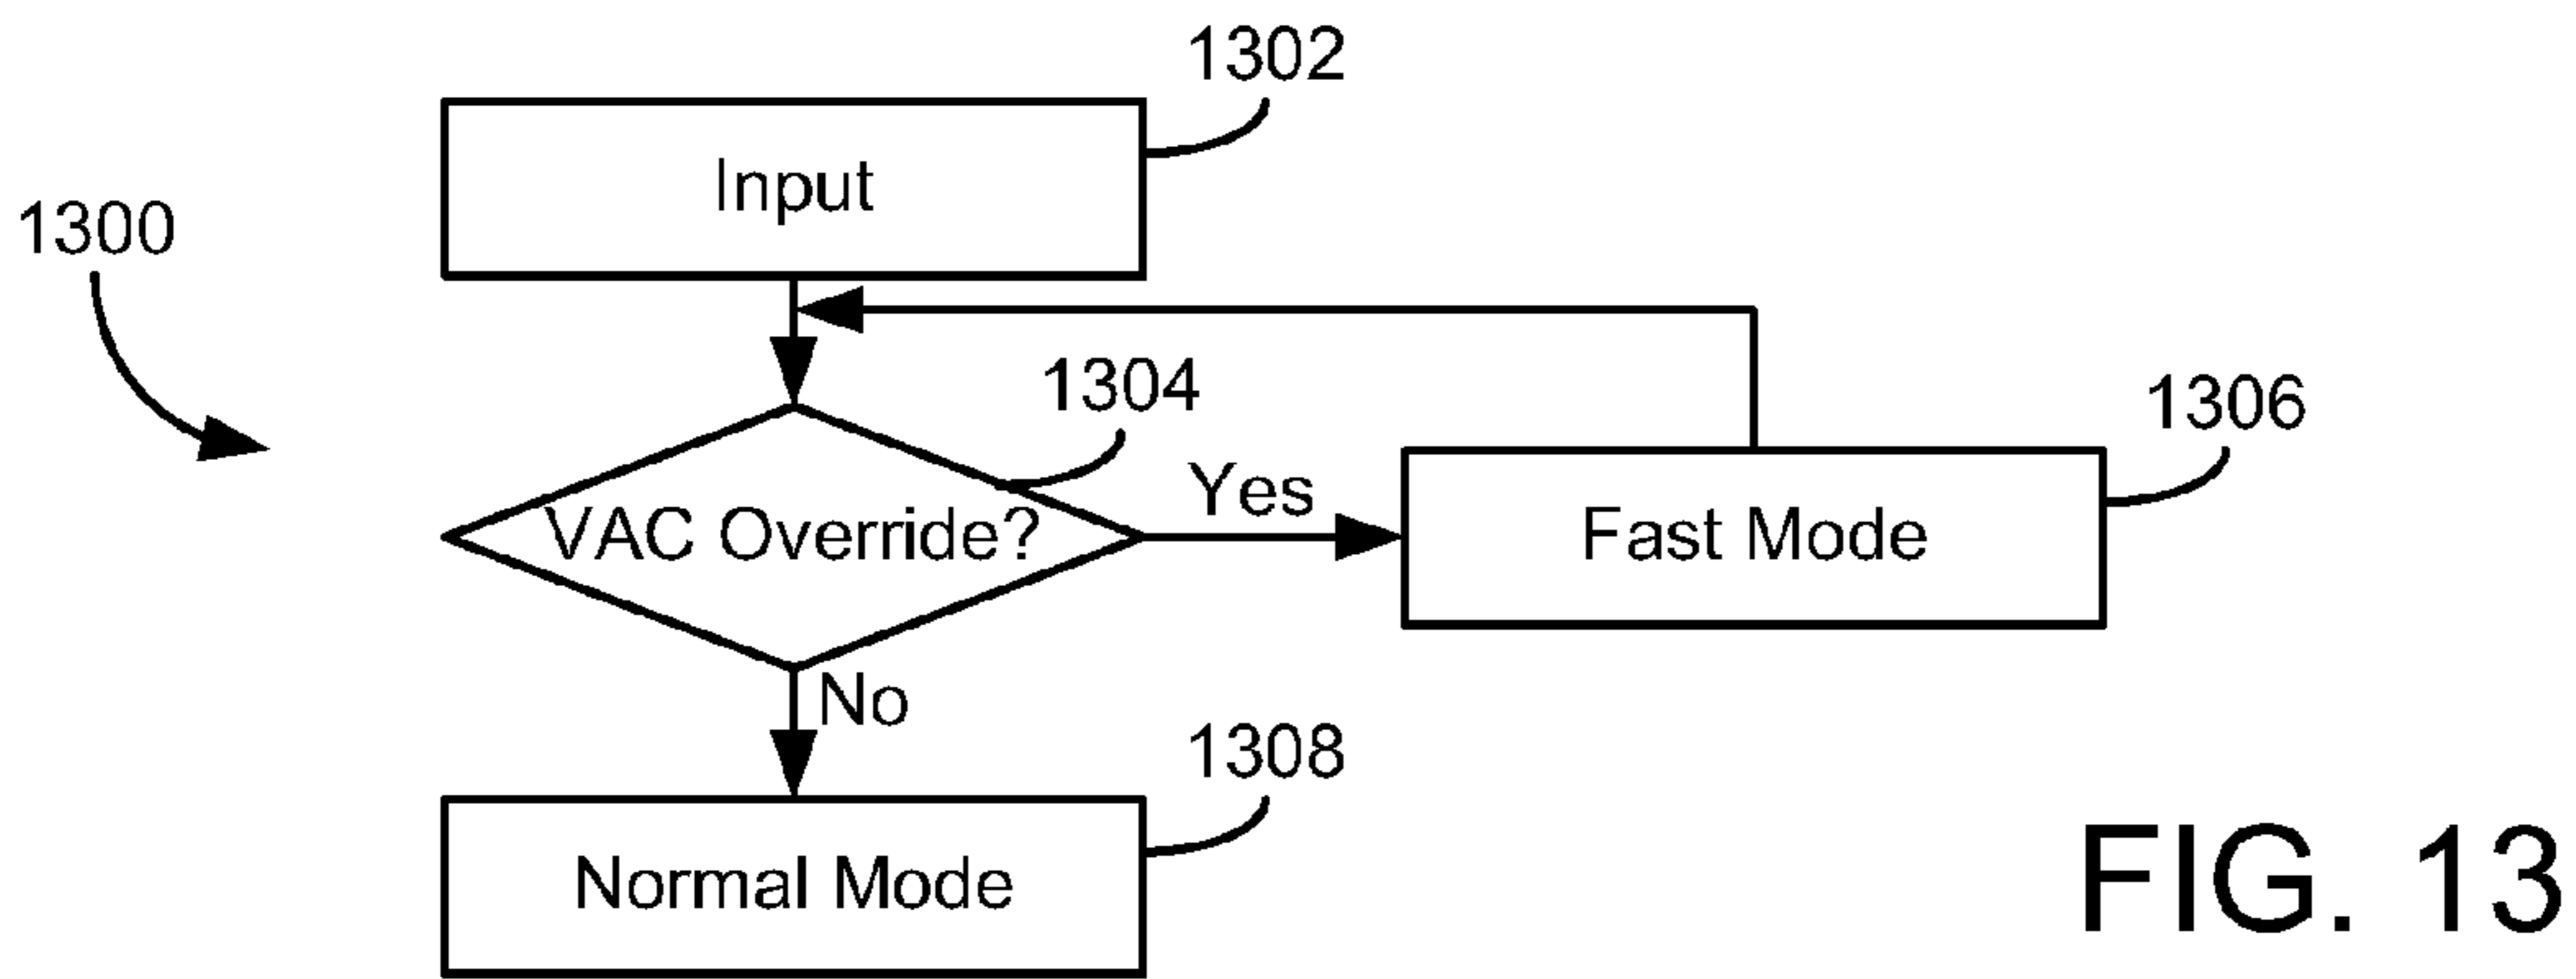 1302
Input
1300
1304
1306
VAC Override?
Yes
Fast Mode
No
1308
Normal Mode
FIG. 13